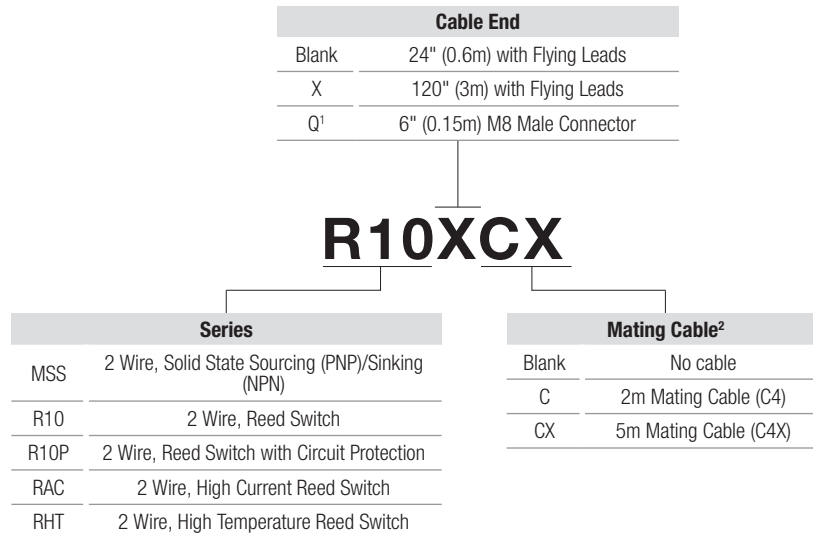 Cable End
Blank 24" (0.6m) with Flying Leads
X 120" (3m) with Flying Leads
Q¹ 6" (0.15m) M8 Male Connector
R10XCX
Series
MSS 2 Wire, Solid State Sourcing (PNP)/Sinking
(NPN)
R10 2 Wire, Reed Switch
R10P 2 Wire, Reed Switch with Circuit Protection
RAC 2 Wire, High Current Reed Switch
RHT 2 Wire, High Temperature Reed Switch
Mating Cable²
Blank No cable
C 2m Mating Cable (C4)
CX 5m Mating Cable (C4X)